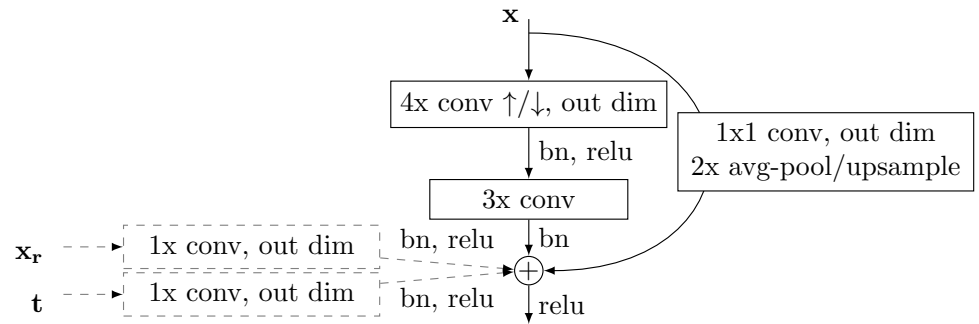 x
4x conv ↑/↓, out dim
1x1 conv, out dim
2x avg-pool/upsample
bn, relu
3x conv
x_r
1x conv, out dim
bn, relu
bn
+
t
1x conv, out dim
bn, relu
relu